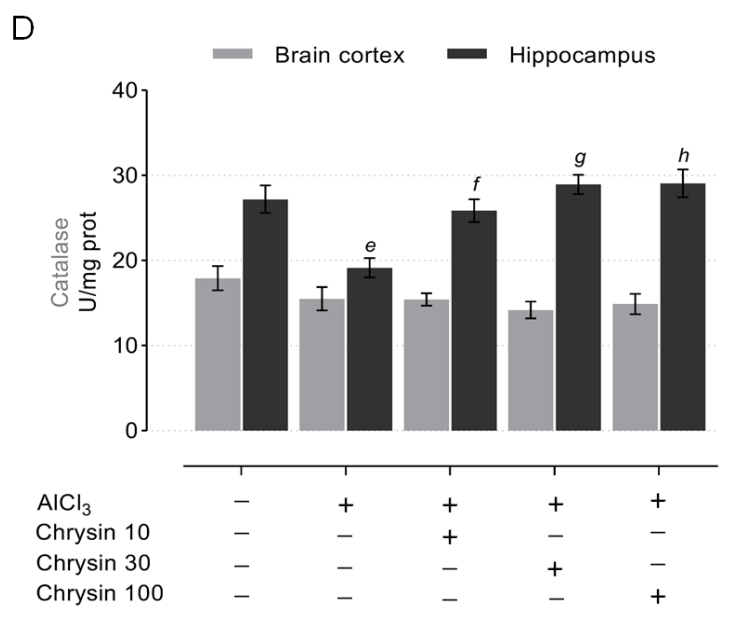 D
Brain cortex Hippocampus
Catalase
U/mg prot
40
30
20
10
0
e f g h
AlCl₃ – + + + +
Chrysin 10 – – + – –
Chrysin 30 – – – + –
Chrysin 100 – – – – +